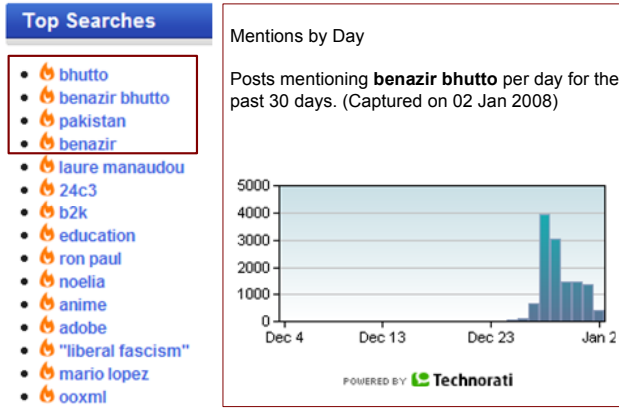 Top Searches
bhutto
benazir bhutto
pakistan
benazir
laure manaudou
24c3
b2k
education
ron paul
noelia
anime
adobe
"liberal fascism"
mario lopez
ooxml
Mentions by Day
Posts mentioning benazir bhutto per day for the
past 30 days. (Captured on 02 Jan 2008)
5000
4000
3000
2000
1000
0
Dec 4 Dec 13 Dec 23 Jan 2
POWERED BY Technorati